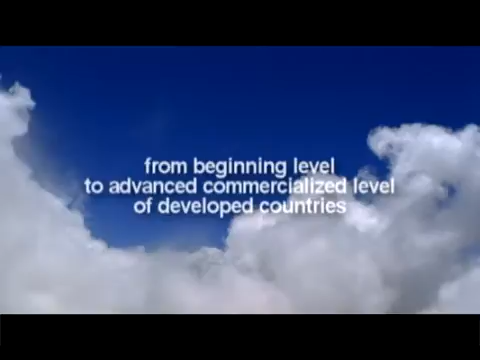 from beginning level
to advanced commercialized level
of developed countries